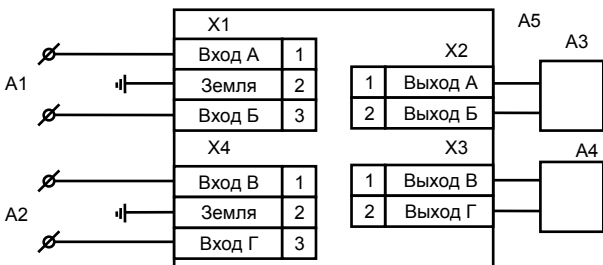 X1
A5
Вход А 1
X2
A3
A1
Земля 2
1 Выход А
Вход Б 3
2 Выход Б
X4
X3
A4
Вход В 1
1 Выход В
A2
Земля 2
2 Выход Г
Вход Г 3